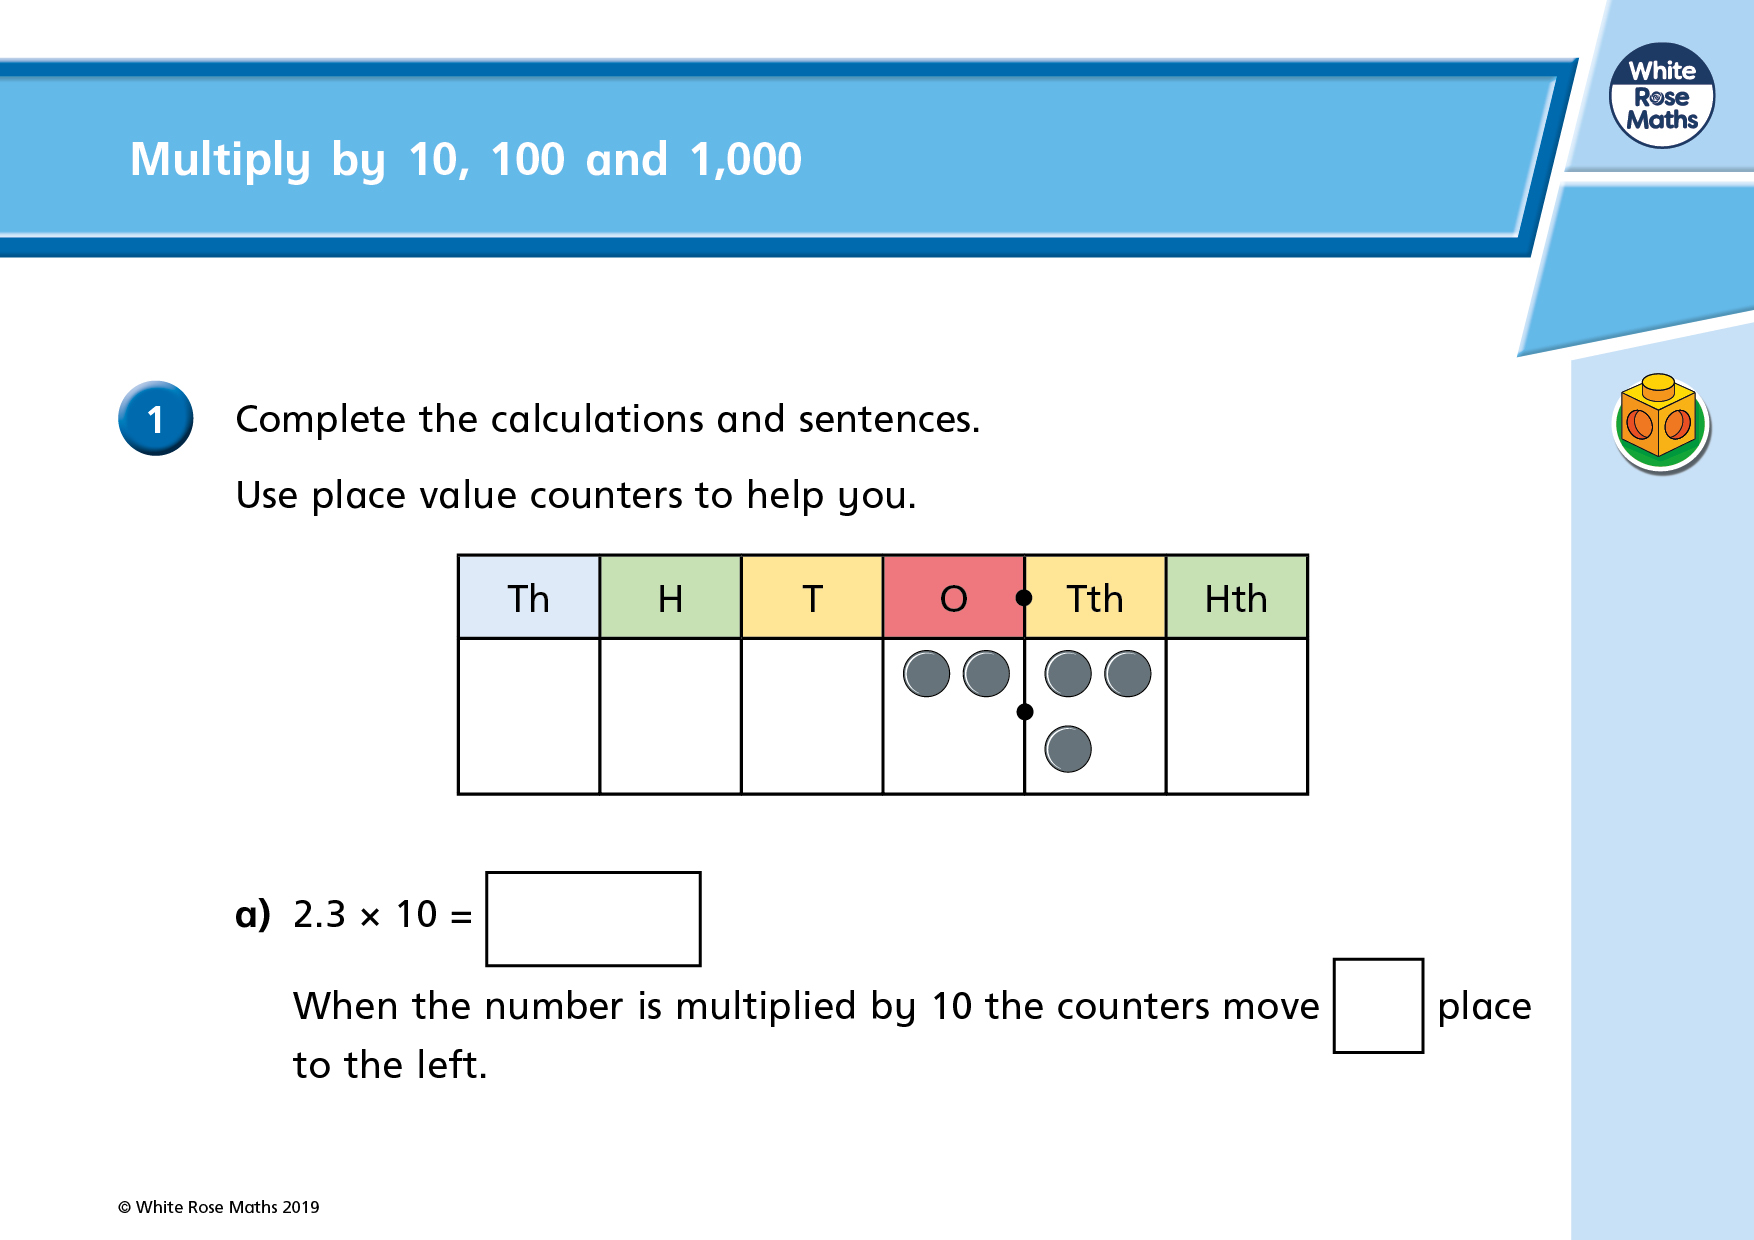 White
Rose
Maths
Multiply by 10, 100 and 1,000
1 Complete the calculations and sentences.
Use place value counters to help you.
Th H T O Tth Hth
a) 2.3 × 10 =
When the number is multiplied by 10 the counters move place
to the left.
© White Rose Maths 2019